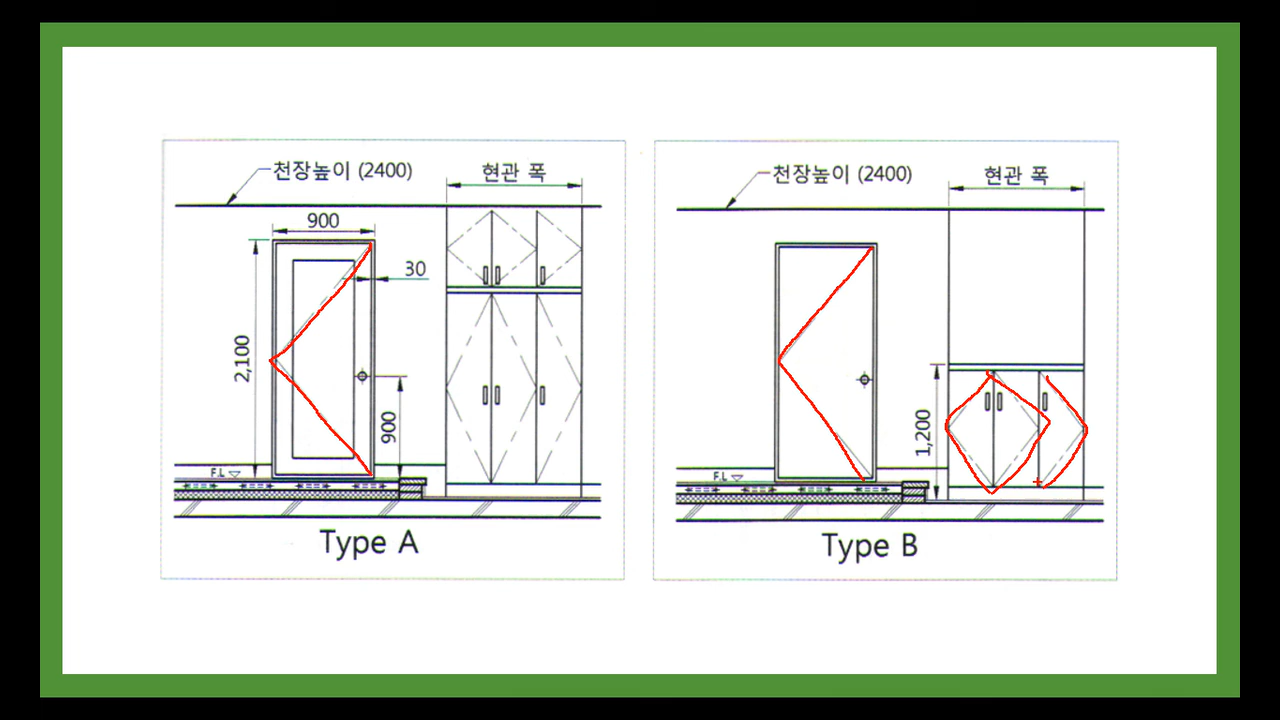 천장높이 (2400)
현관 폭
900
30
2,100
900
F.L
Type A
천장높이 (2400)
현관 폭
1,200
F.L
Type B